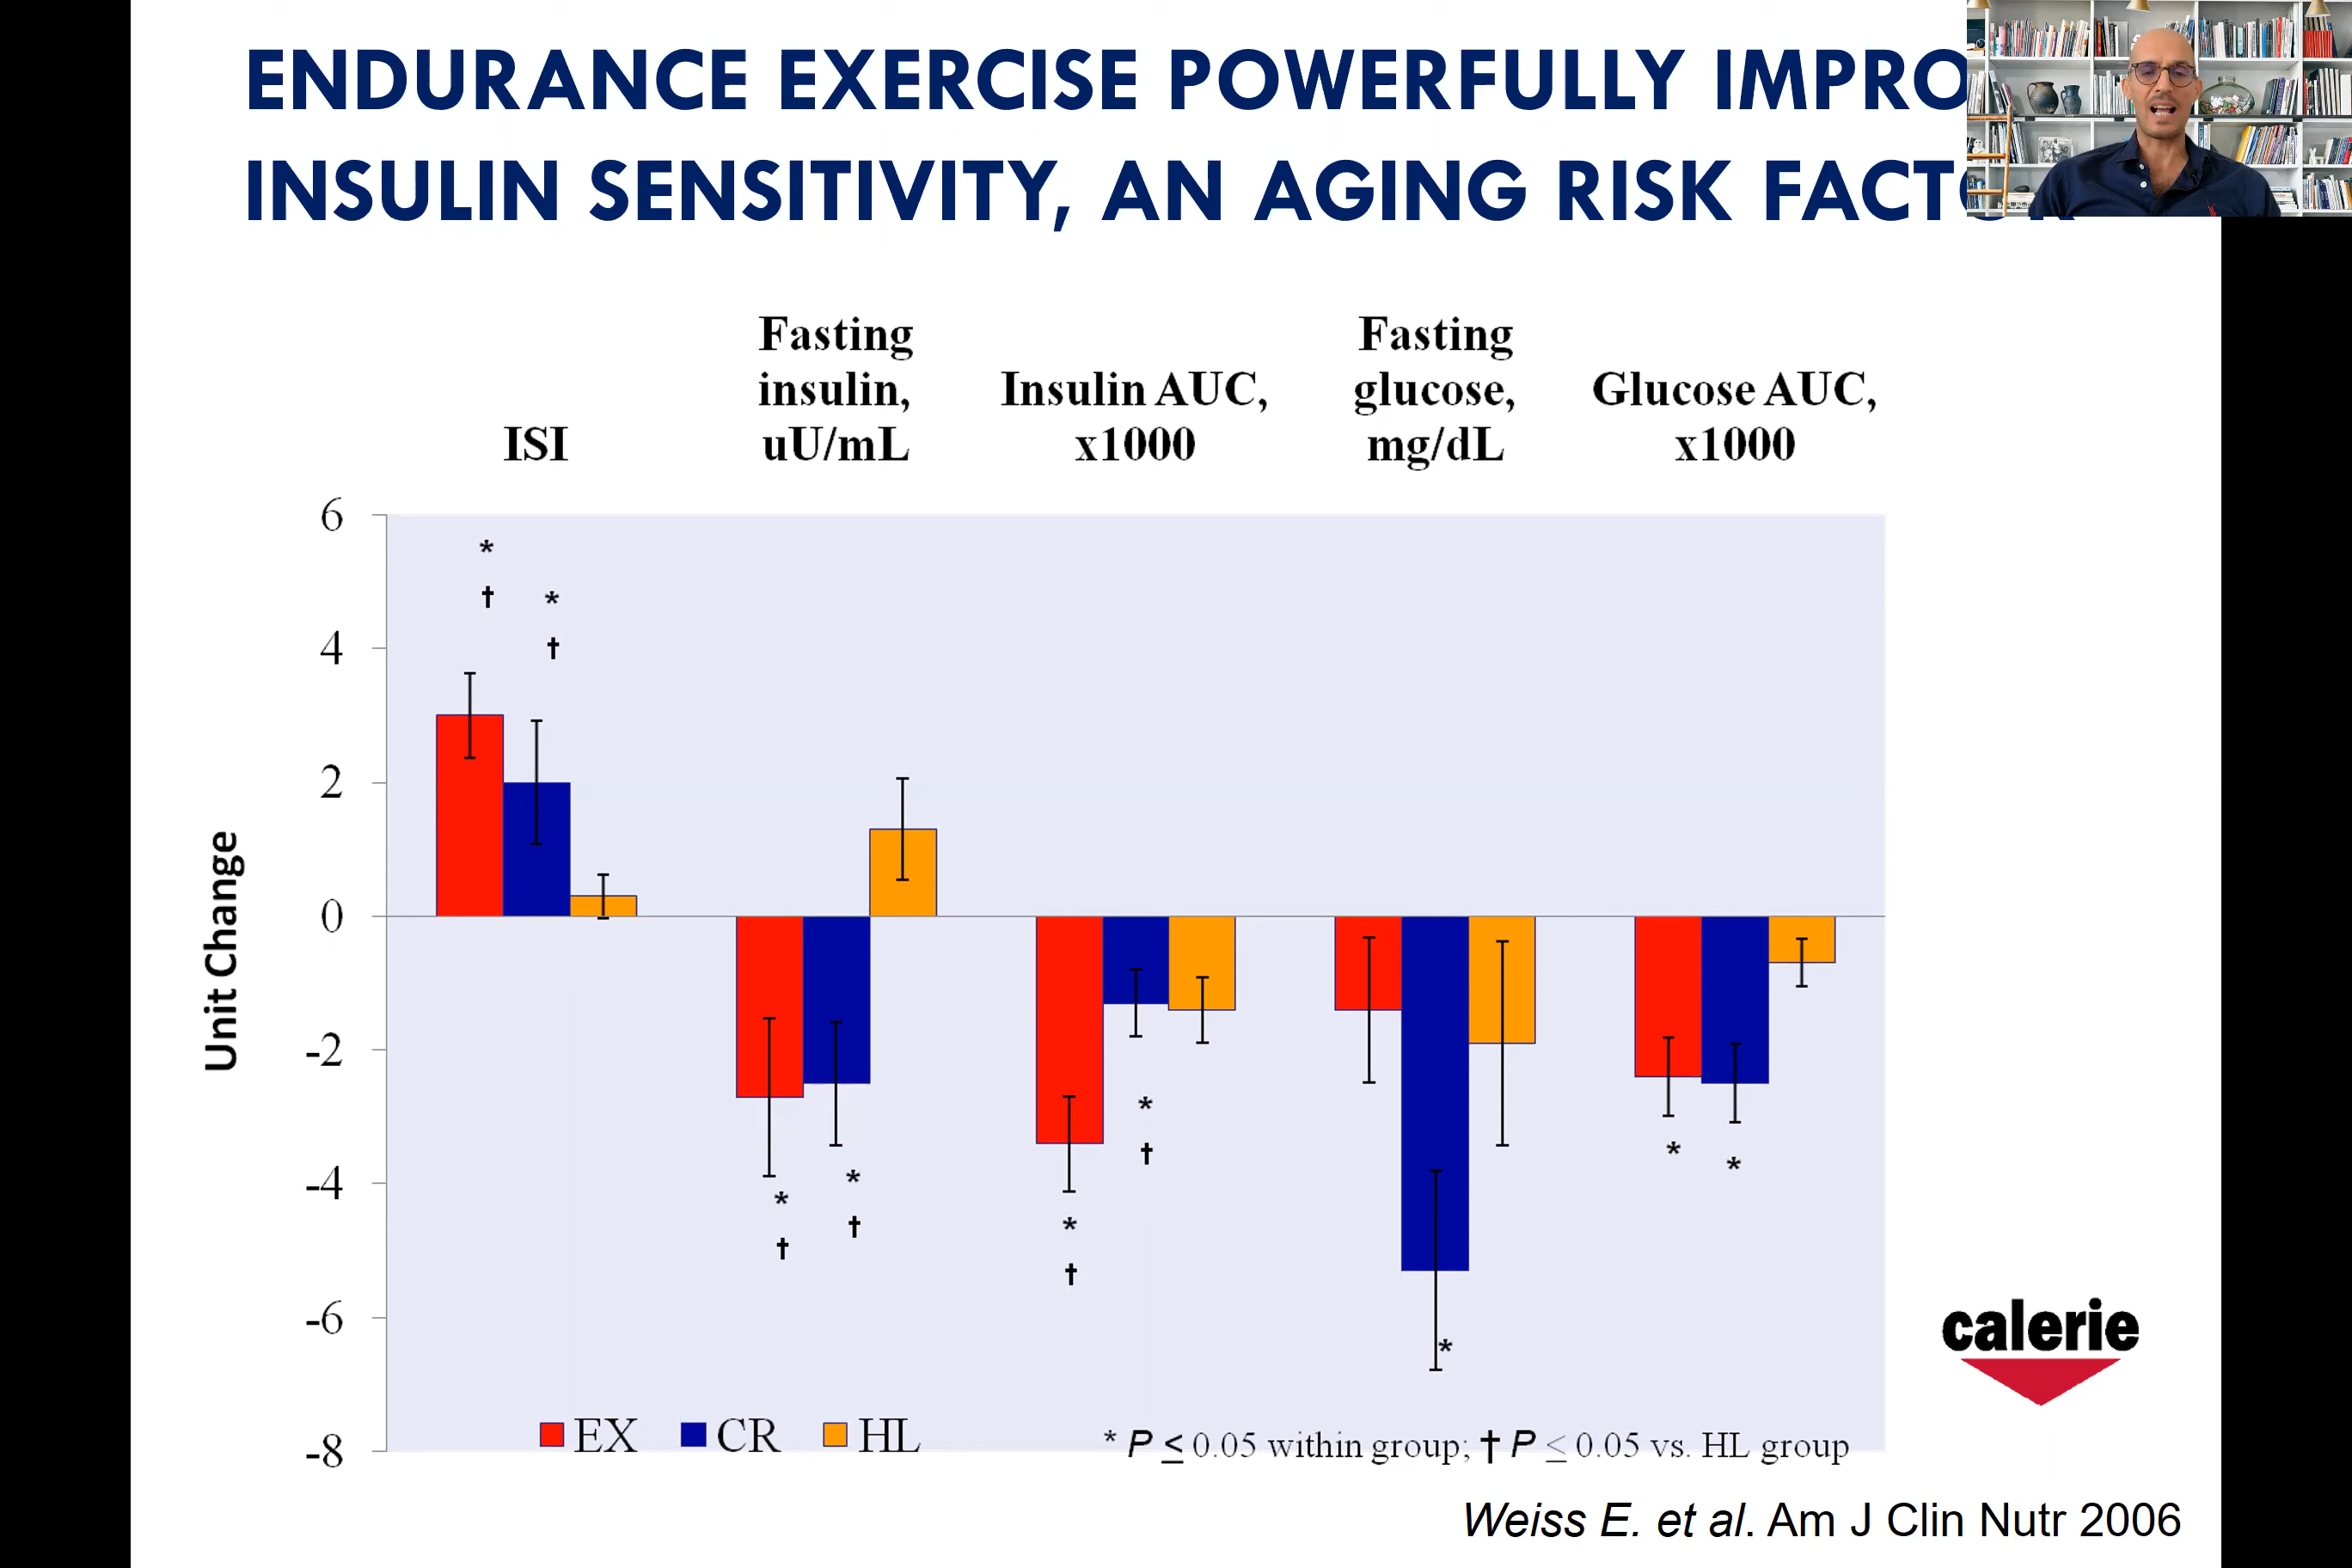 ENDURANCE EXERCISE POWERFULLY IMPRO
INSULIN SENSITIVITY, AN AGING RISK FACTOR
ISI
Fasting
insulin,
uU/mL
Insulin AUC,
x1000
Fasting
glucose,
mg/dL
Glucose AUC,
x1000
6
4
2
0
-2
-4
-6
-8
Unit Change
*
†
*
†
*
†
*
†
*
†
*
†
*
*
*
EX CR HL
* P ≤ 0.05 within group; † P ≤ 0.05 vs. HL group
calerie
Weiss E. et al. Am J Clin Nutr 2006